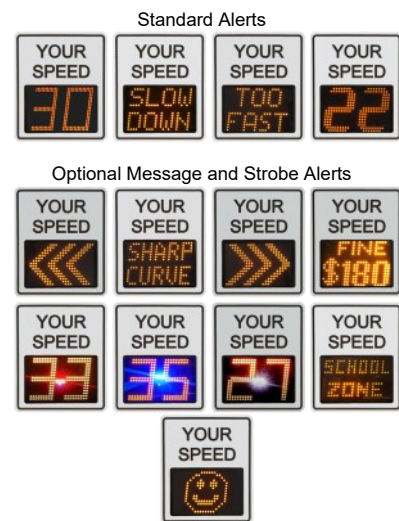 Standard Alerts
YOUR
SPEED
30
YOUR
SPEED
SLOW
DOWN
YOUR
SPEED
TOO
FAST
YOUR
SPEED
22
Optional Message and Strobe Alerts
YOUR
SPEED
YOUR
SPEED
SHARP
CURVE
YOUR
SPEED
YOUR
SPEED
FINE
$180
YOUR
SPEED
33
YOUR
SPEED
35
YOUR
SPEED
27
YOUR
SPEED
SCHOOL
ZONE
YOUR
SPEED